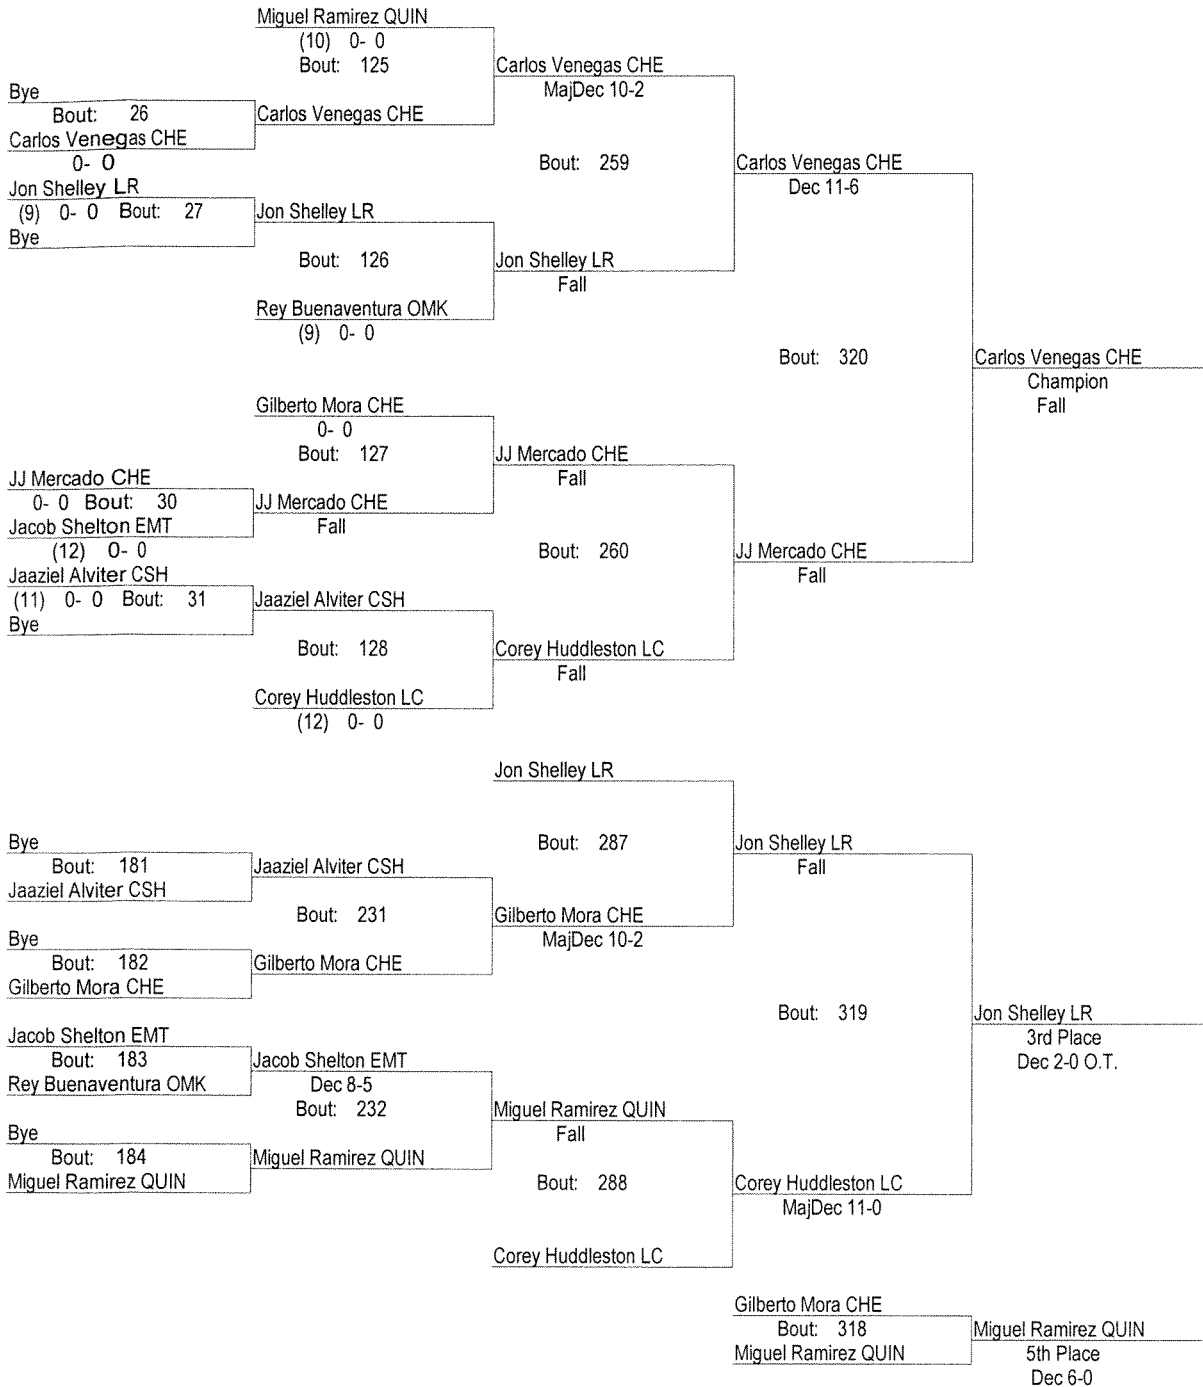 Miguel Ramirez QUIN
(10) 0- 0
Bout: 125
Carlos Venegas CHE
MajDec 10-2
Bye
Bout: 26
Carlos Venegas CHE
Carlos Venegas CHE
0- 0
Bout: 259
Carlos Venegas CHE
Dec 11-6
Jon Shelley LR
(9) 0- 0 Bout: 27
Jon Shelley LR
Bye
Bout: 126
Jon Shelley LR
Fall
Rey Buenaventura OMK
(9) 0- 0
Bout: 320
Carlos Venegas CHE
Champion
Fall
Gilberto Mora CHE
0- 0
Bout: 127
JJ Mercado CHE
Fall
JJ Mercado CHE
0- 0 Bout: 30
JJ Mercado CHE
Fall
Jacob Shelton EMT
(12) 0- 0
Bout: 260
JJ Mercado CHE
Fall
Jaaziel Alviter CSH
(11) 0- 0 Bout: 31
Jaaziel Alviter CSH
Bye
Bout: 128
Corey Huddleston LC
Fall
Corey Huddleston LC
(12) 0- 0
Jon Shelley LR
Bout: 287
Jon Shelley LR
Fall
Bye
Bout: 181
Jaaziel Alviter CSH
Jaaziel Alviter CSH
Bout: 231
Gilberto Mora CHE
MajDec 10-2
Bye
Bout: 182
Gilberto Mora CHE
Gilberto Mora CHE
Bout: 319
Jon Shelley LR
3rd Place
Dec 2-0 O.T.
Jacob Shelton EMT
Bout: 183
Jacob Shelton EMT
Dec 8-5
Rey Buenaventura OMK
Bout: 232
Miguel Ramirez QUIN
Fall
Bye
Bout: 184
Miguel Ramirez QUIN
Miguel Ramirez QUIN
Bout: 288
Corey Huddleston LC
MajDec 11-0
Corey Huddleston LC
Gilberto Mora CHE
Bout: 318
Miguel Ramirez QUIN
Miguel Ramirez QUIN
5th Place
Dec 6-0